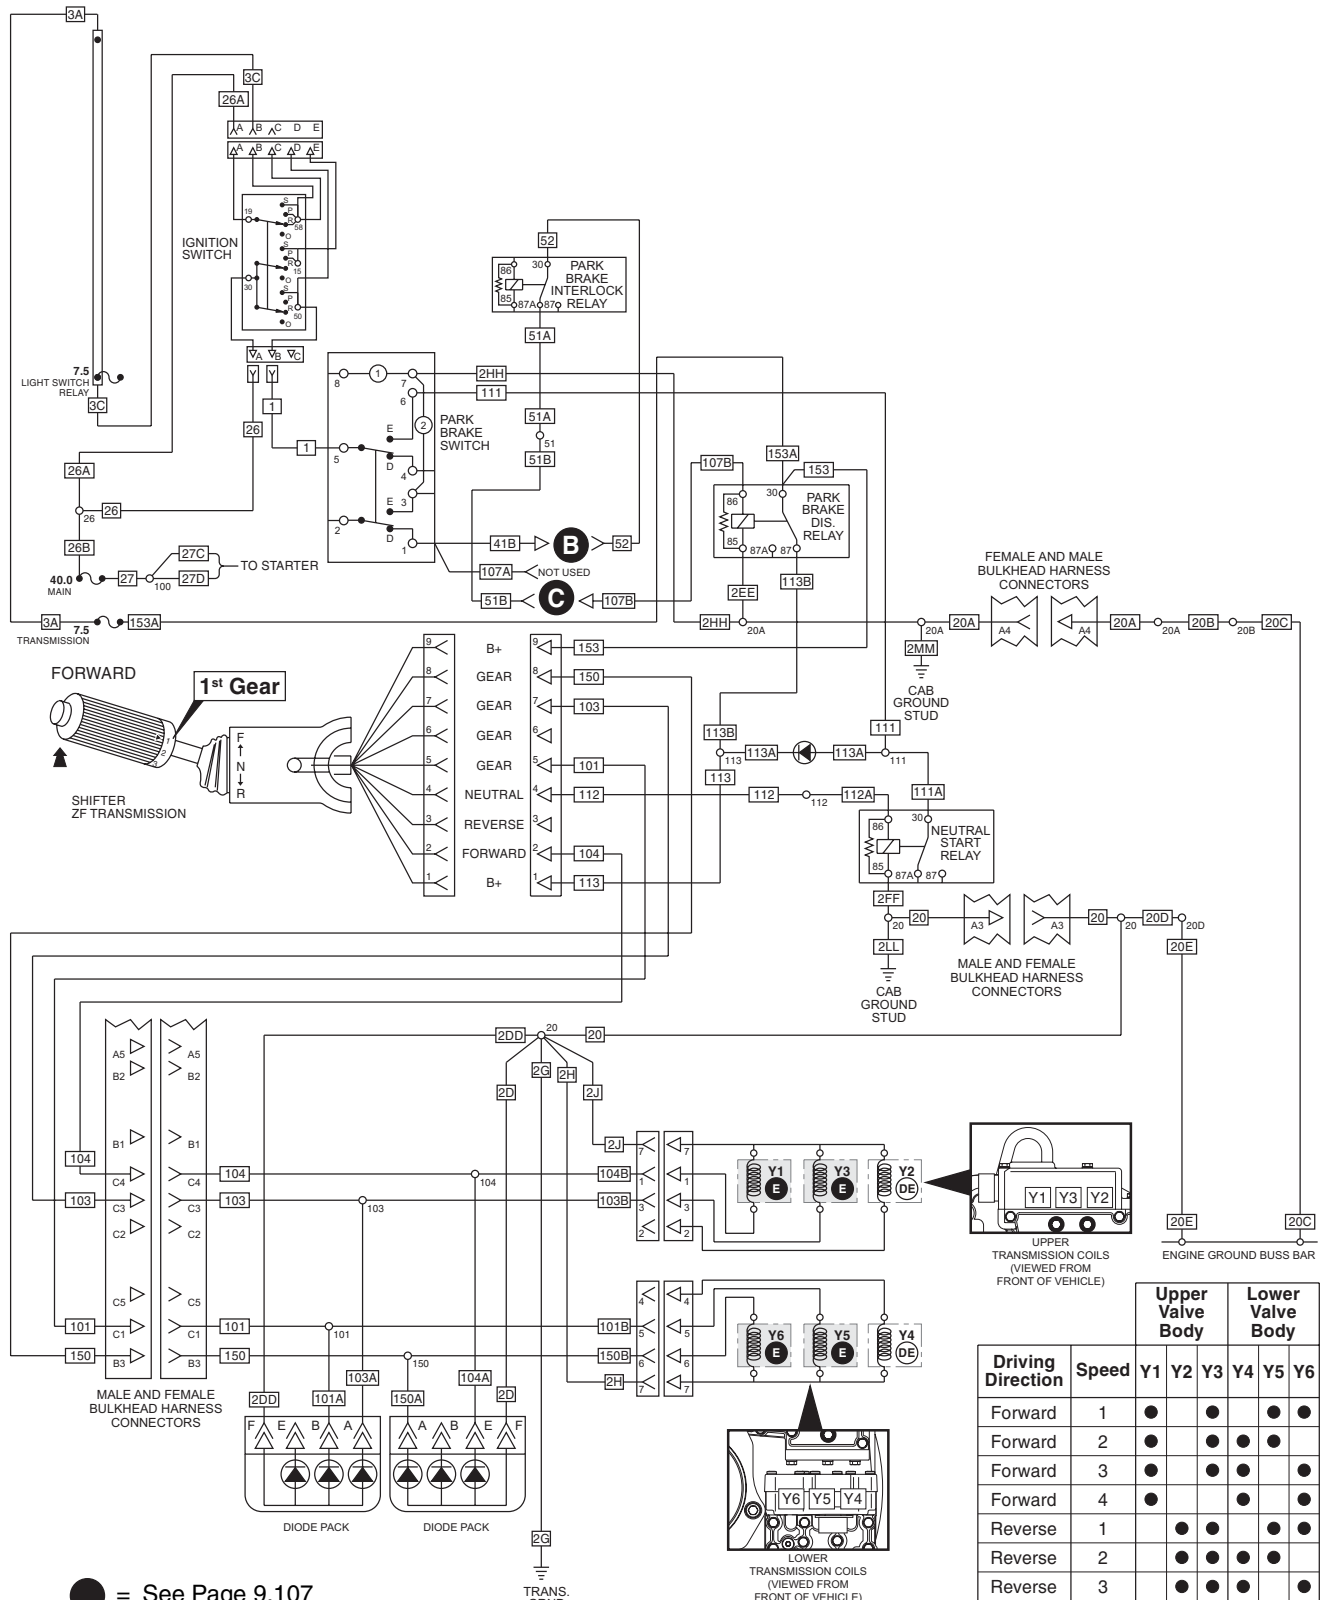 3A
3C
26A
A B C D E
A B C D E
S
P
19
R
58
O
IGNITION
SWITCH
S
P
R
15
O
30
S
P
R
50
O
A B C
Y Y
7.5
LIGHT SWITCH
RELAY
3C
1
26
1
26A
26
26
26B
27C
27D
TO STARTER
40.0
MAIN
27
100
3A
7.5
TRANSMISSION
153A
52
86
30
PARK
BRAKE
INTERLOCK
RELAY
85
87A
87
51A
51A
51
51B
8
1
7
2HH
6
111
2
PARK
BRAKE
SWITCH
E
D
5
4
3
E
D
2
1
41B
B
52
107A
NOT USED
51B
C
107B
107B
153A
153
86
30
PARK
BRAKE
DIS.
RELAY
85
87A
87
2EE
113B
2HH
20A
20A
20A
2MM
CAB
GROUND
STUD
FEMALE AND MALE
BULKHEAD HARNESS
CONNECTORS
A4
A4
20A
20A
20B
20B
20C
FORWARD
1st Gear
1
2
3
F
N
R
SHIFTER
ZF TRANSMISSION
9 B+ 9 153
8 GEAR 8 150
7 GEAR 7 103
6 GEAR 6
5 GEAR 5 101
4 NEUTRAL 4 112
3 REVERSE 3
2 FORWARD 2 104
1 B+ 1 113
113B
113
113A
113A
111
111
113
112
112
112A
111A
86
30
NEUTRAL
START
RELAY
85
87A
87
2FF
20
20
2LL
CAB
GROUND
STUD
A3
A3
MALE AND FEMALE
BULKHEAD HARNESS
CONNECTORS
20
20
20D
20D
20E
A5 A5
B2 B2
B1 B1
104
C4 C4
104
104
104B
103
C3 C3
103
103
103B
C2 C2
C5 C5
101
C1 C1
101
101
101B
150
B3 B3
150
150
150B
MALE AND FEMALE
BULKHEAD HARNESS
CONNECTORS
2DD
20
20
2G
2H
2D
2J
2J
7 7
1 1
3 3
2 2
4 4
5 5
6 6
2H
7 7
Y1
E
Y3
E
Y2
DE
Y6
E
Y5
E
Y4
DE
Y1 Y3 Y2
UPPER
TRANSMISSION COILS
(VIEWED FROM
FRONT OF VEHICLE)
20E
20C
ENGINE GROUND BUSS BAR
2DD
101A
103A
150A
104A
2D
F E B A
A B E F
DIODE PACK
DIODE PACK
2G
TRANS.
Y6 Y5 Y4
LOWER
TRANSMISSION COILS
(VIEWED FROM
FRONT OF VEHICLE)
Upper
Valve
Body
Lower
Valve
Body
Driving
Direction
Speed Y1 Y2 Y3 Y4 Y5 Y6
Forward 1 ● ● ● ●
Forward 2 ● ● ● ●
Forward 3 ● ● ● ●
Forward 4 ● ● ●
Reverse 1 ● ● ● ●
Reverse 2 ● ● ● ●
Reverse 3 ● ● ● ●
= See Page 9.107